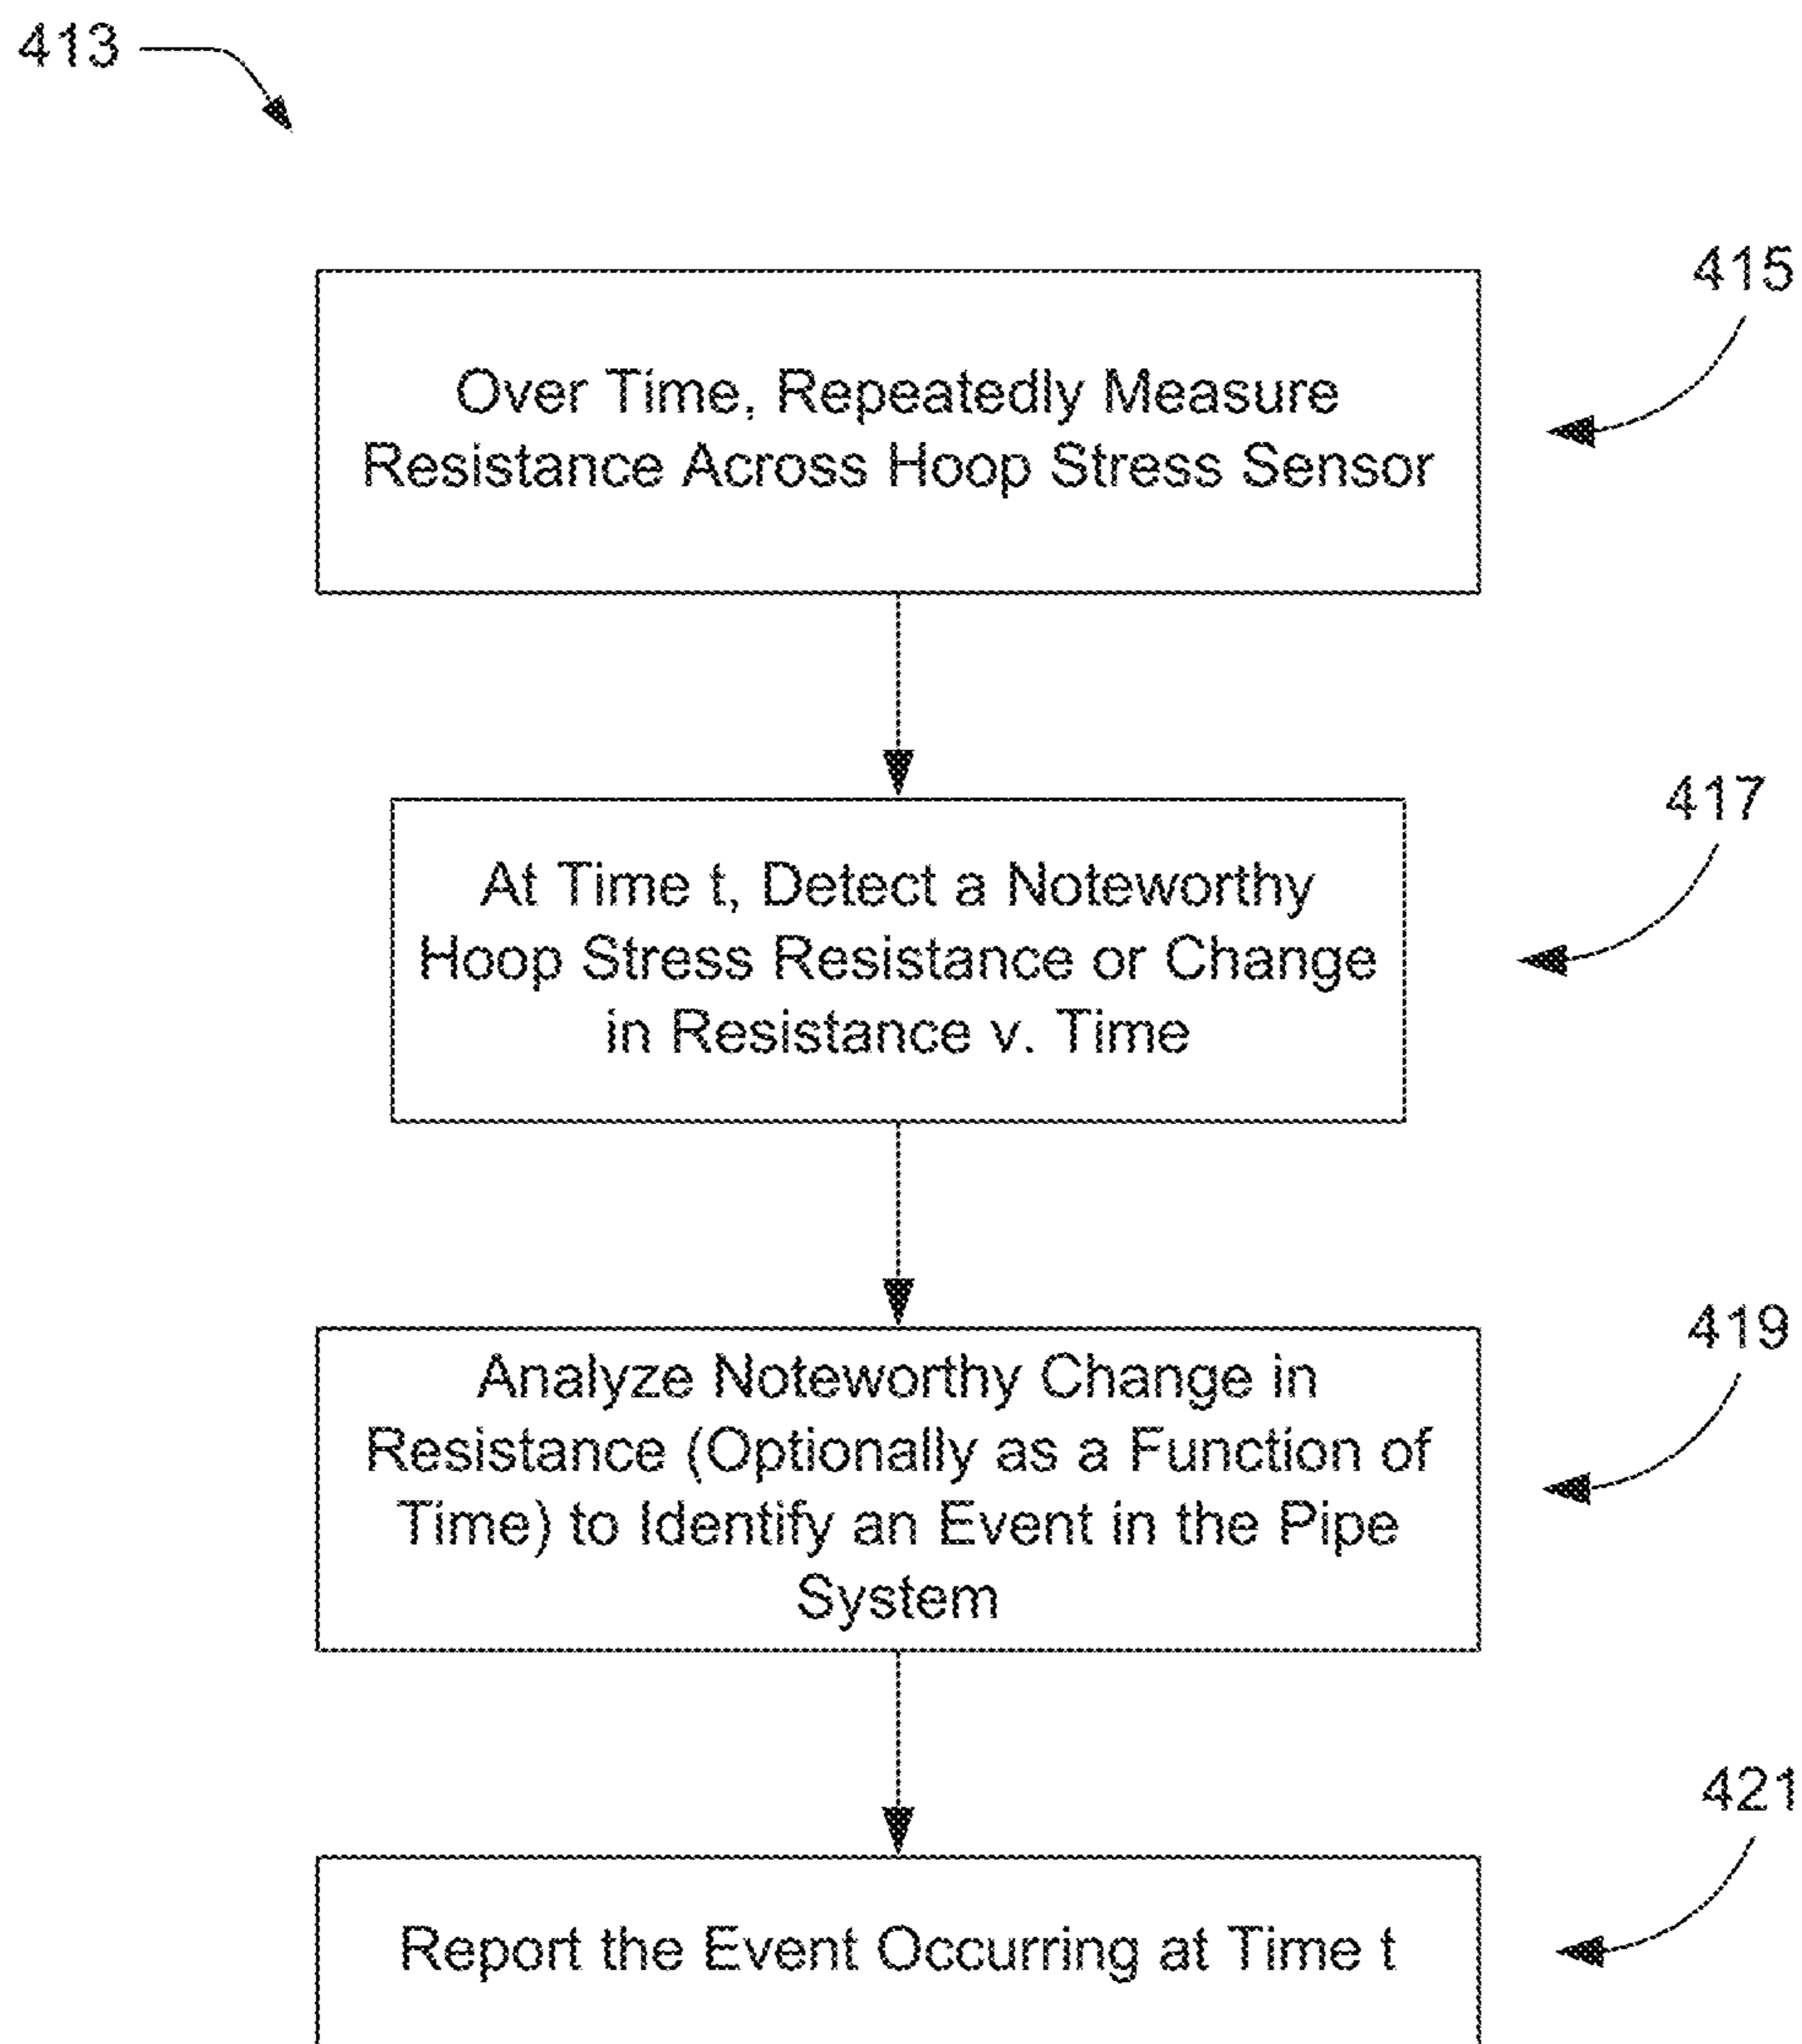 413
415
Over Time, Repeatedly Measure
Resistance Across Hoop Stress Sensor
417
At Time t, Detect a Noteworthy
Hoop Stress Resistance or Change
in Resistance v. Time
419
Analyze Noteworthy Change in
Resistance (Optionally as a Function of
Time) to Identify an Event in the Pipe
System
421
Report the Event Occurring at Time t